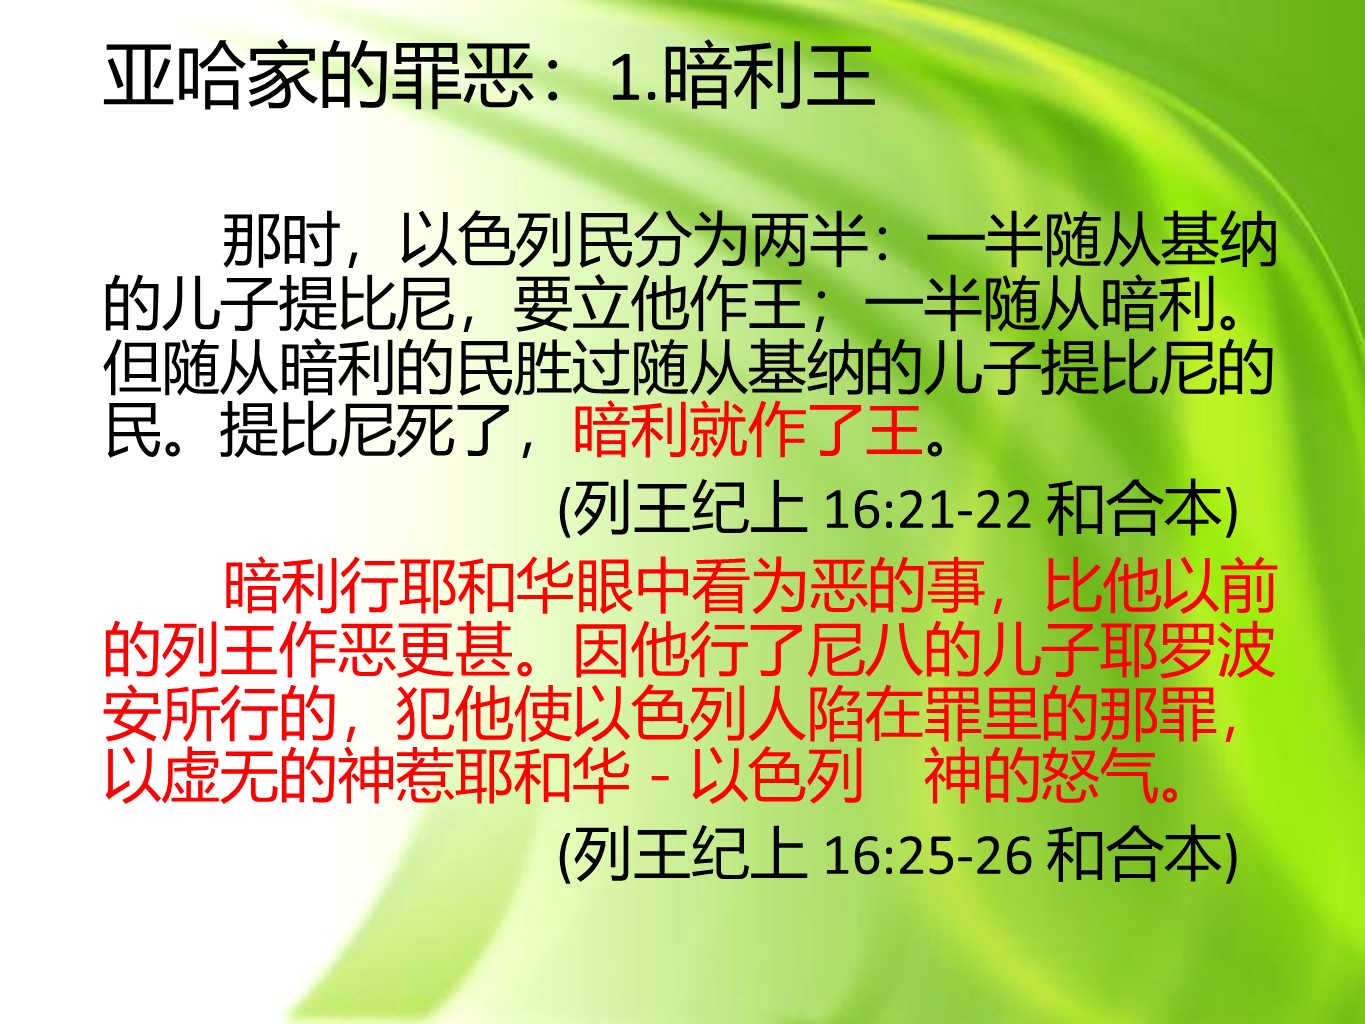 亚哈家的罪恶：1.暗利王
那时，以色列民分为两半：一半随从基纳
的儿子提比尼，要立他作王；一半随从暗利。
但随从暗利的民胜过随从基纳的儿子提比尼的
民。提比尼死了，暗利就作了王。
(列王纪上 16:21-22 和合本)
暗利行耶和华眼中看为恶的事，比他以前
的列王作恶更甚。因他行了尼八的儿子耶罗波
安所行的，犯他使以色列人陷在罪里的那罪，
以虚无的神惹耶和华－以色列　神的怒气。
(列王纪上 16:25-26 和合本)